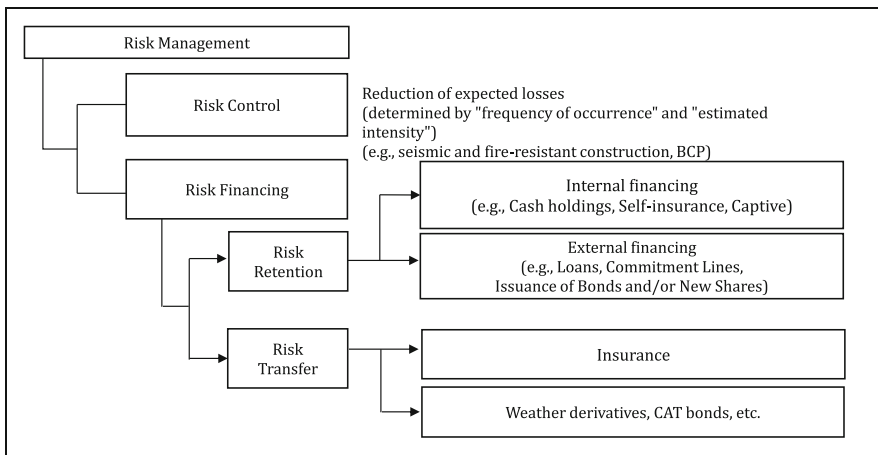 Risk Management
Risk Control
Reduction of expected losses
(determined by "frequency of occurrence" and "estimated
intensity")
(e.g., seismic and fire-resistant construction, BCP)
Risk Financing
Internal financing
(e.g., Cash holdings, Self-insurance, Captive)
Risk
Retention
External financing
(e.g., Loans, Commitment Lines,
Issuance of Bonds and/or New Shares)
Risk
Transfer
Insurance
Weather derivatives, CAT bonds, etc.